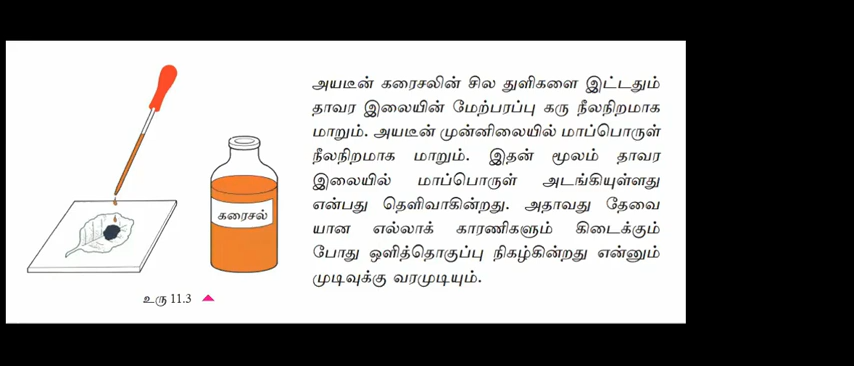 அயடீன் கரைசலின் சில துளிகளை இட்டதும்
தாவர இலையின் மேற்பரப்பு கரு நீலநிறமாக
மாறும். அயடீன் முன்னிலையில் மாப்பொருள்
நீலநிறமாக மாறும். இதன் மூலம் தாவர
இலையில் மாப்பொருள் அடங்கியுள்ளது
என்பது தெளிவாகின்றது. அதாவது தேவை
யான எல்லாக் காரணிகளும் கிடைக்கும்
போது ஒளித்தொகுப்பு நிகழ்கின்றது என்னும்
முடிவுக்கு வரமுடியும்.
கரைசல்
உரு 11.3